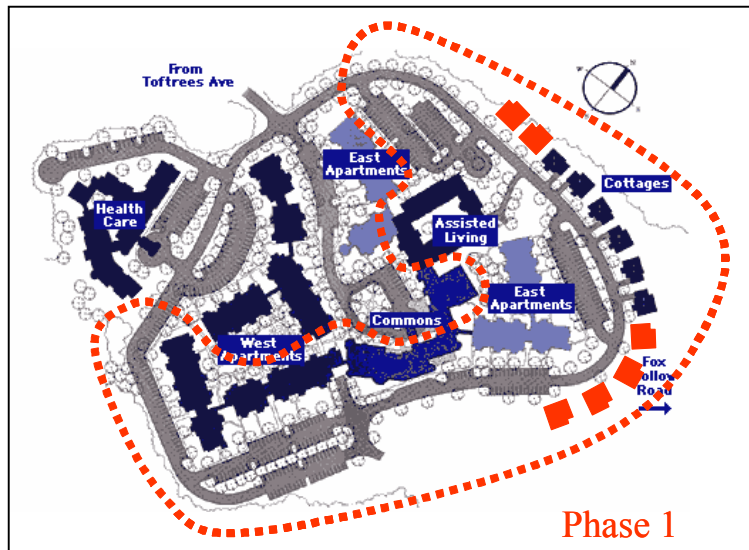 From
Toftrees Ave
N
W
E
S
East
Apartments
Cottages
Health
Care
Assisted
Living
East
Apartments
Commons
West
Apartments
Fox
ollow
Road
Phase 1